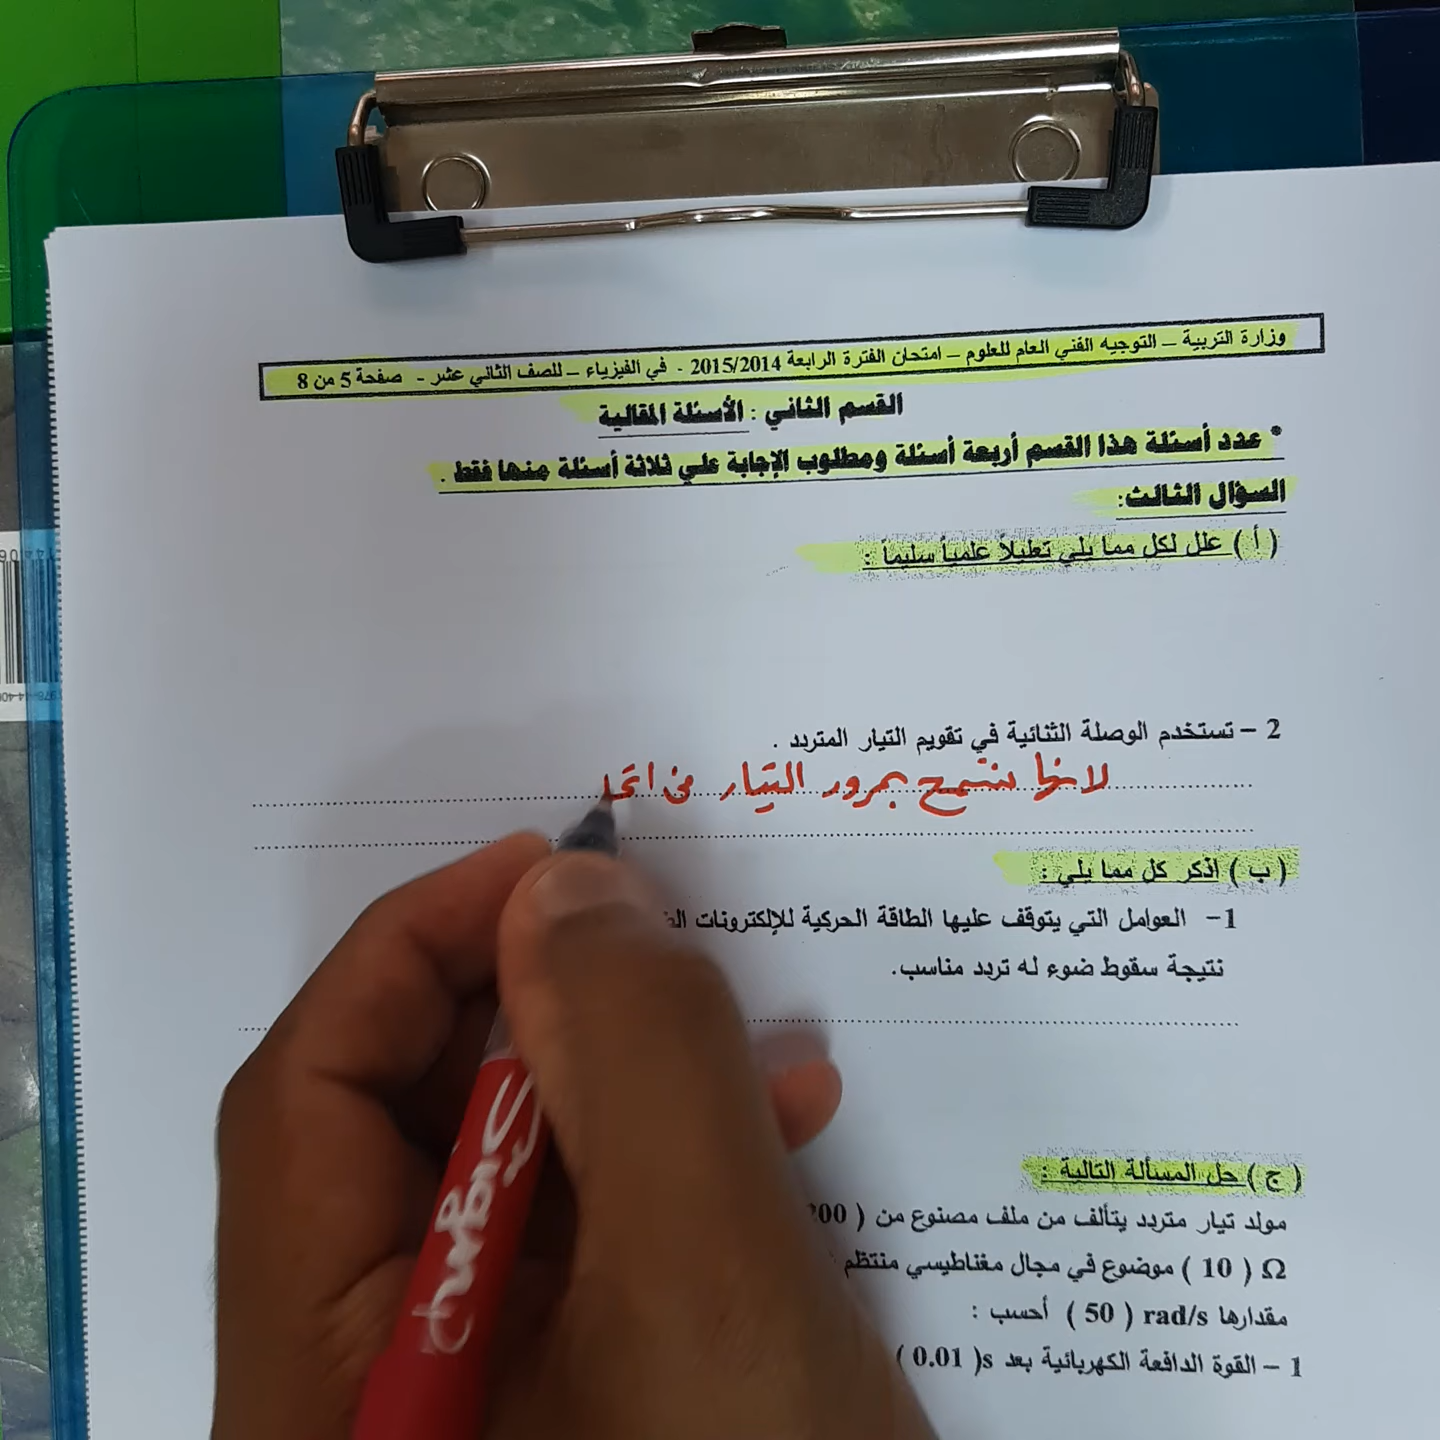 وزارة التربية – التوجيه الفني العام للعلوم – امتحان الفترة الرابعة 2015/2014 - في الفيزياء – للصف الثاني عشر - صفحة 5 من 8
القسم الثاني : الأسئلة المقالية
* عدد أسئلة هذا القسم أربعة أسئلة ومطلوب الإجابة علي ثلاثة أسئلة منها فقط .
السؤال الثالث:
( أ ) علل لكل مما يلي تعليلاً علمياً سليماً :
2 – تستخدم الوصلة الثنائية في تقويم التيار المتردد .
لانها تسمح بمرور التيار في اتجا
( ب ) اذكر كل مما يلي :
1- العوامل التي يتوقف عليها الطاقة الحركية للإلكترونات
نتيجة سقوط ضوء له تردد مناسب.
( ج ) حل المسألة التالية :
مولد تيار متردد يتألف من ملف مصنوع من ( 200
Ω ( 10 ) موضوع في مجال مغناطيسي منتظم
مقدارها rad/s ( 50 ) أحسب :
1 – القوة الدافعة الكهربائية بعد s( 0.01 )